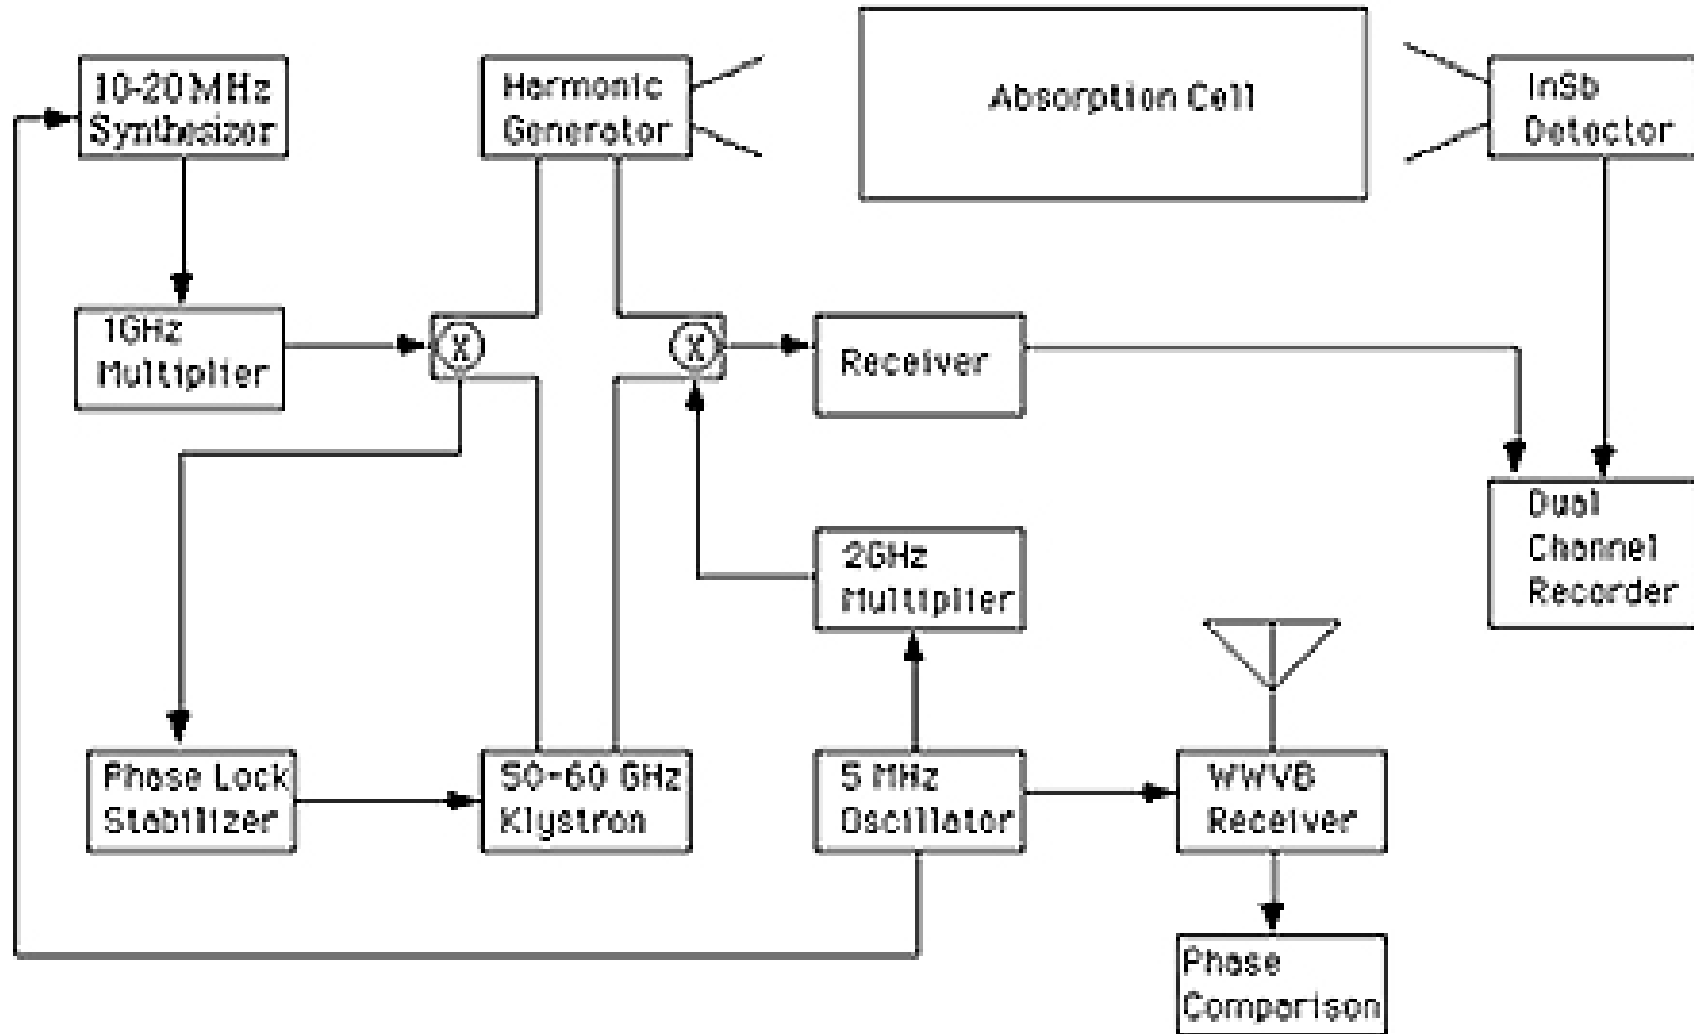 10-20 MHz
Synthesizer
Harmonic
Generator
Absorption Cell
InSb
Detector
1GHz
Multiplier
X
X
Receiver
Dual
Channel
Recorder
2GHz
Multiplier
Phase Lock
Stabilizer
50-60 GHz
Klystron
5 MHz
Oscillator
WWVB
Receiver
Phase
Comparison